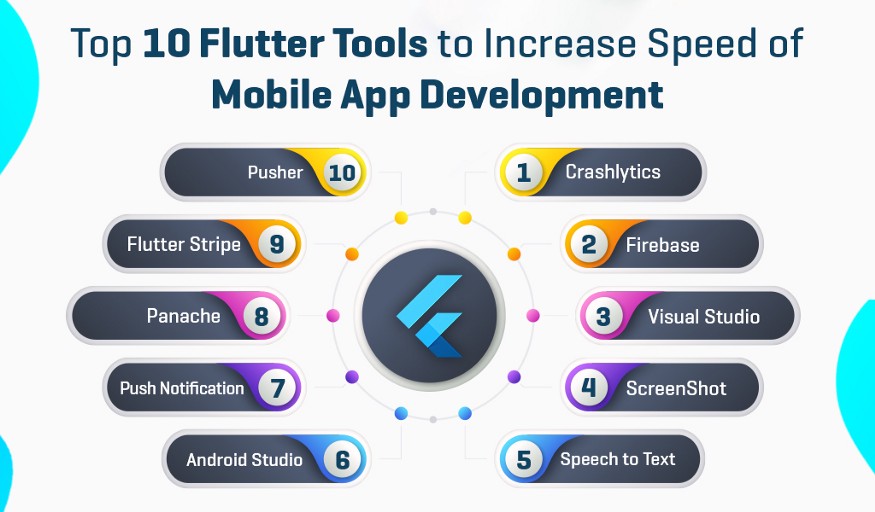 Top 10 Flutter Tools to Increase Speed of
Mobile App Development
1 Crashlytics
2 Firebase
3 Visual Studio
4 ScreenShot
5 Speech to Text
Android Studio 6
Push Notification 7
Panache 8
Flutter Stripe 9
Pusher 10